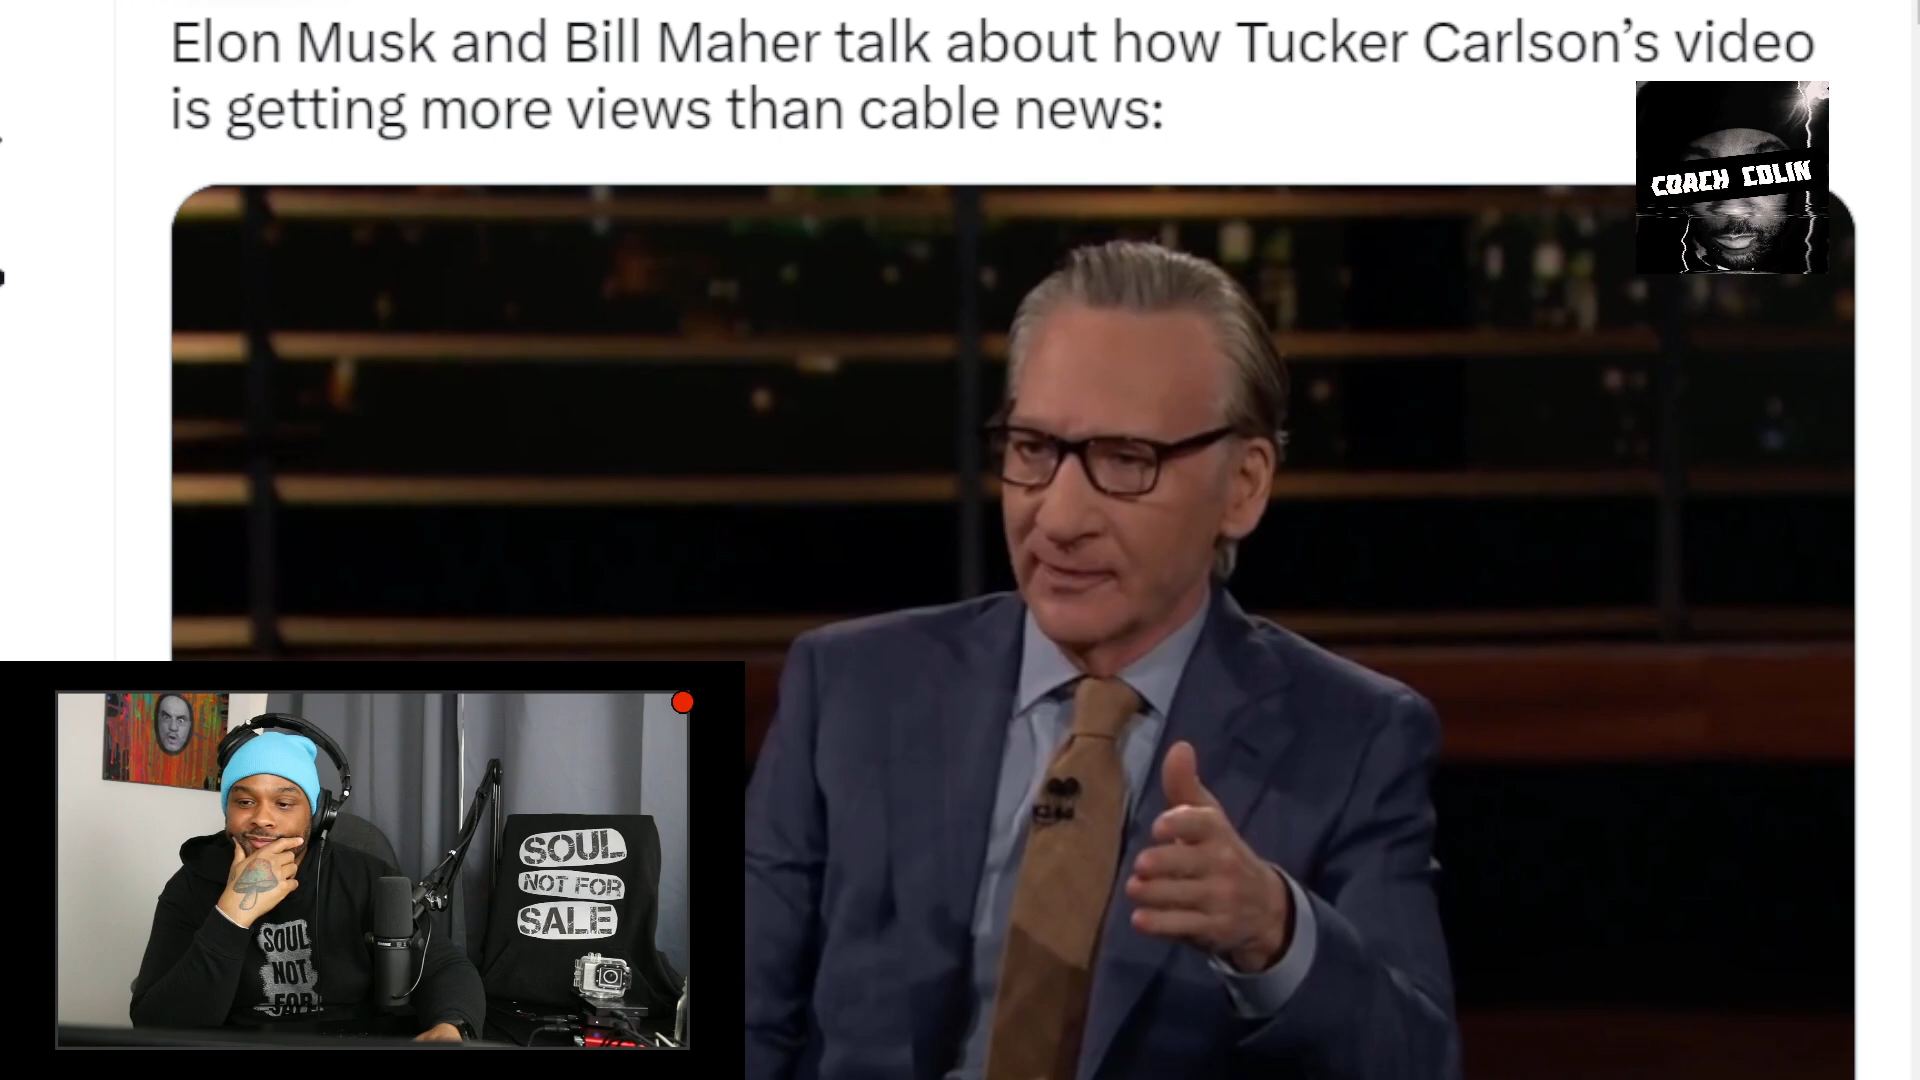 Elon Musk and Bill Maher talk about how Tucker Carlson's video
is getting more views than cable news:
COACH COLIN
SOUL
NOT FOR
SALE
SOUL
NOT
FOR